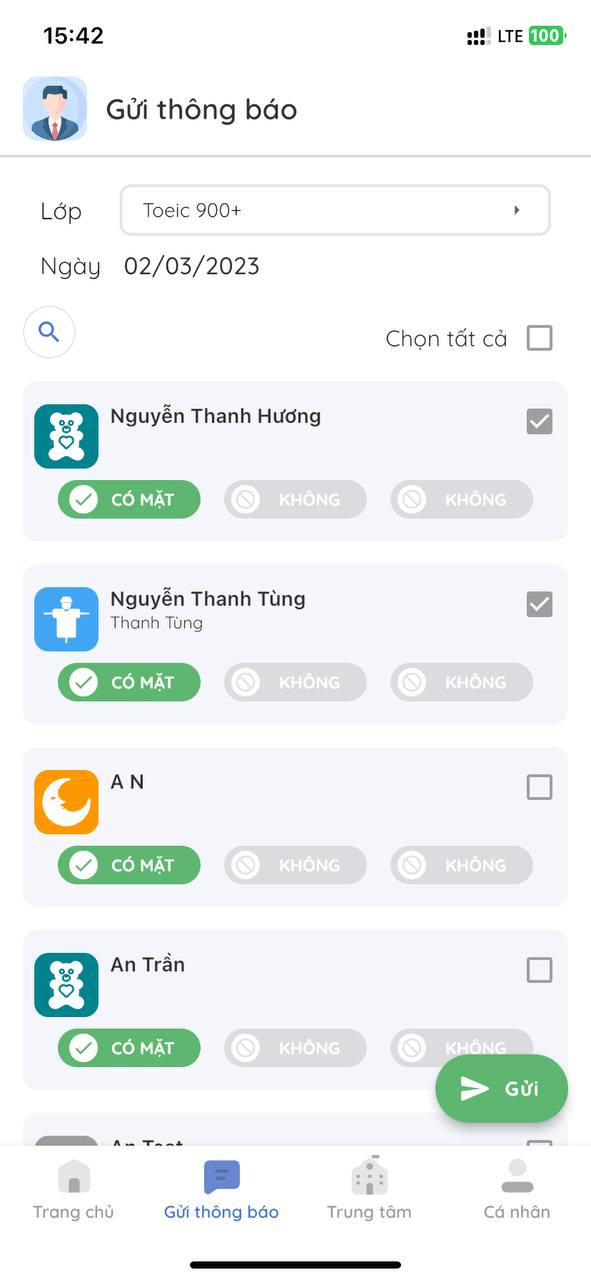 15:42
LTE 100
Gửi thông báo
Lớp Toeic 900+
Ngày 02/03/2023
Chọn tất cả
Nguyễn Thanh Hương
CÓ MẶT KHÔNG KHÔNG
Nguyễn Thanh Tùng
Thanh Tùng
CÓ MẶT KHÔNG KHÔNG
A N
CÓ MẶT KHÔNG KHÔNG
An Trần
CÓ MẶT KHÔNG KHÔNG
Gửi
Trang chủ Gửi thông báo Trung tâm Cá nhân